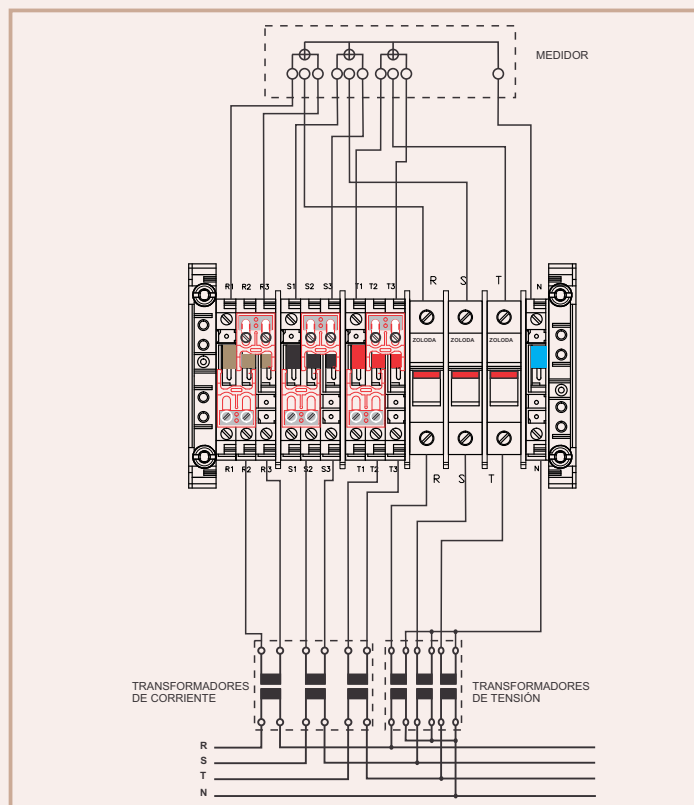 MEDIDOR
R1 R2 R3 S1 S2 S3 T1 T2 T3 R S T N
ZOLODA ZOLODA ZOLODA
R1 R2 R3 S1 S2 S3 T1 T2 T3 R S T N
TRANSFORMADORES
DE CORRIENTE
TRANSFORMADORES
DE TENSIÓN
R
S
T
N